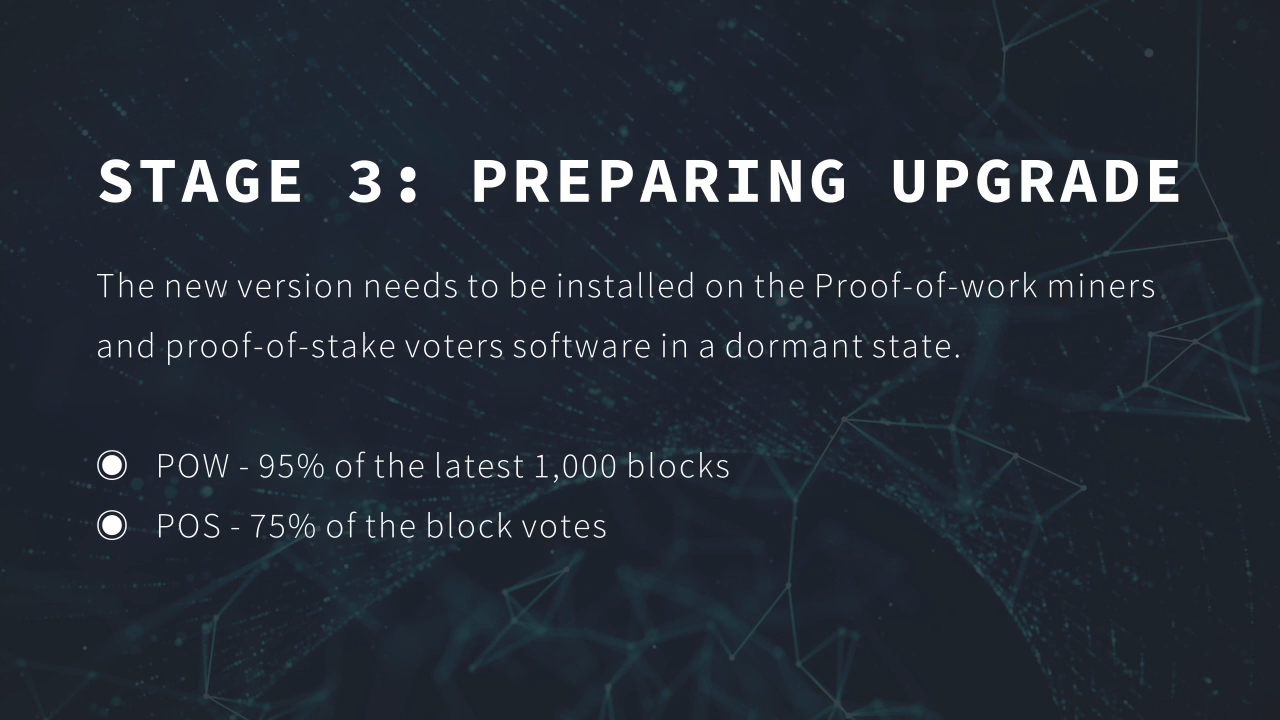 STAGE 3: PREPARING UPGRADE
The new version needs to be installed on the Proof-of-work miners
and proof-of-stake voters software in a dormant state.
◉ POW - 95% of the latest 1,000 blocks
◉ POS - 75% of the block votes